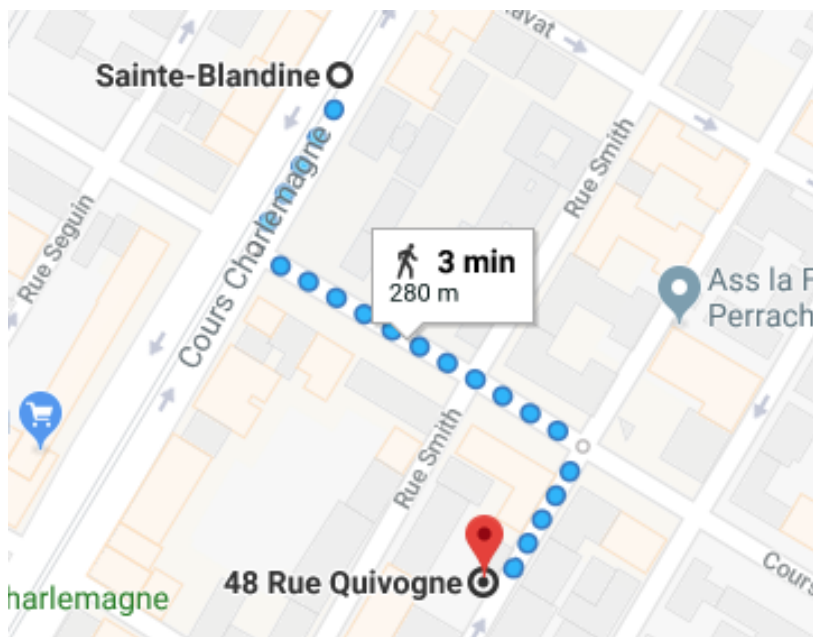 avat
Sainte-Blandine
Rue Smith
Rue Seguin
Cours Charlemagne
3 min
280 m
Ass la F
Perrach
Rue Smith
48 Rue Quivogne
Cours
harlemagne